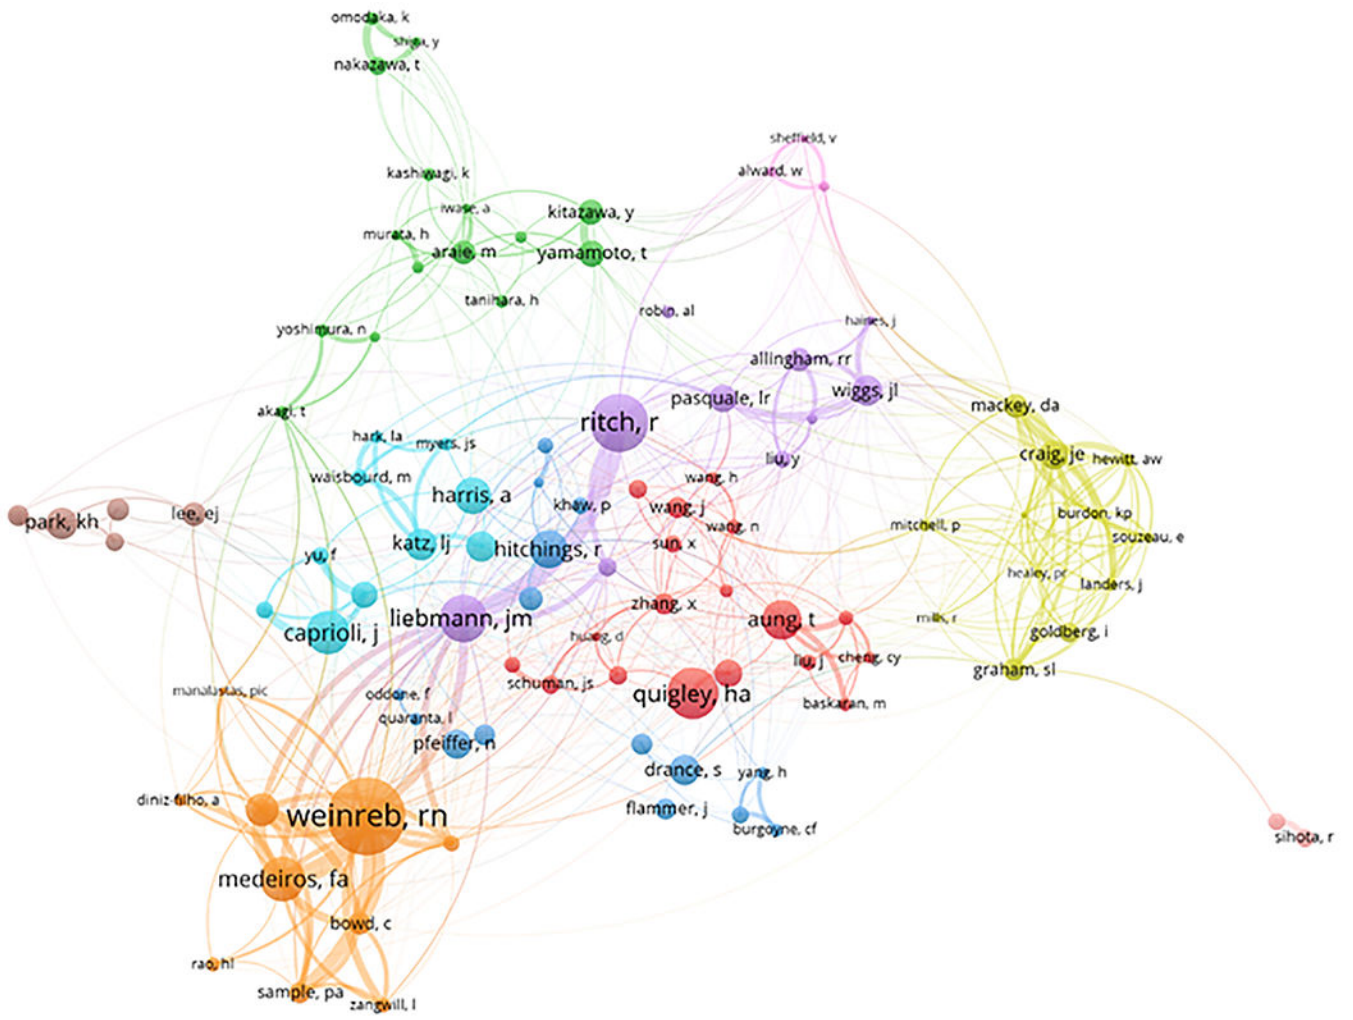 omodaka, k
shiga, y
nakazawa, t
sheffield, v
alward, w
kashiwagi, k
iwase, a
kitazawa, y
murata, h
araie, m
yamamoto, t
tanihara, h
robin, al
haines, j
yoshimura, n
allingham, rr
wiggs, jl
pasquale, lr
mackey, da
akagi, t
ritch, r
hark, la
myers, js
craig, je
hewitt, aw
liu, y
waisbourd, m
wang, h
harris, a
khaw, p
wang, j
burdon, kp
park, kh
lee, ej
wang, n
mitchell, p
souzeau, e
katz, lj
hitchings, r
sun, x
yu, f
healey, pr
landers, j
zhang, x
liebmann, jm
aung, t
mills, r
caprioli, j
huang, d
goldberg, i
liu, j
cheng, cy
graham, sl
schuman, js
manalastas, pic
oddone, f
quigley, ha
baskaran, m
quaranta, l
pfeiffer, n
drance, s
yang, h
diniz-filho, a
weinreb, rn
flammer, j
burgoyne, cf
sihota, r
medeiros, fa
bowd, c
rao, hl
sample, pa
zangwill, l